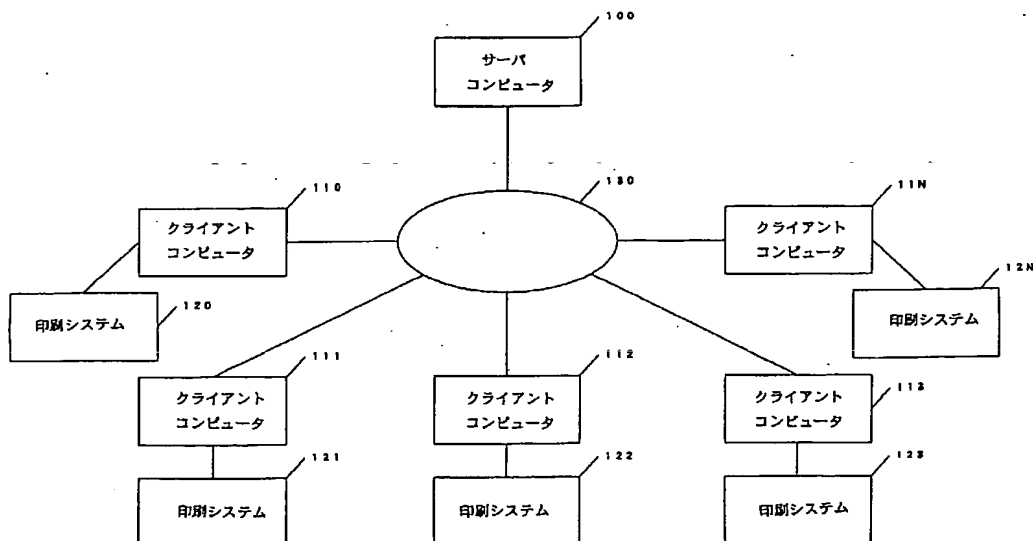 100
サーバ
コンピュータ
130
110
クライアント
コンピュータ
11N
クライアント
コンピュータ
120
印刷システム
12N
印刷システム
111
クライアント
コンピュータ
112
クライアント
コンピュータ
113
クライアント
コンピュータ
121
印刷システム
122
印刷システム
123
印刷システム